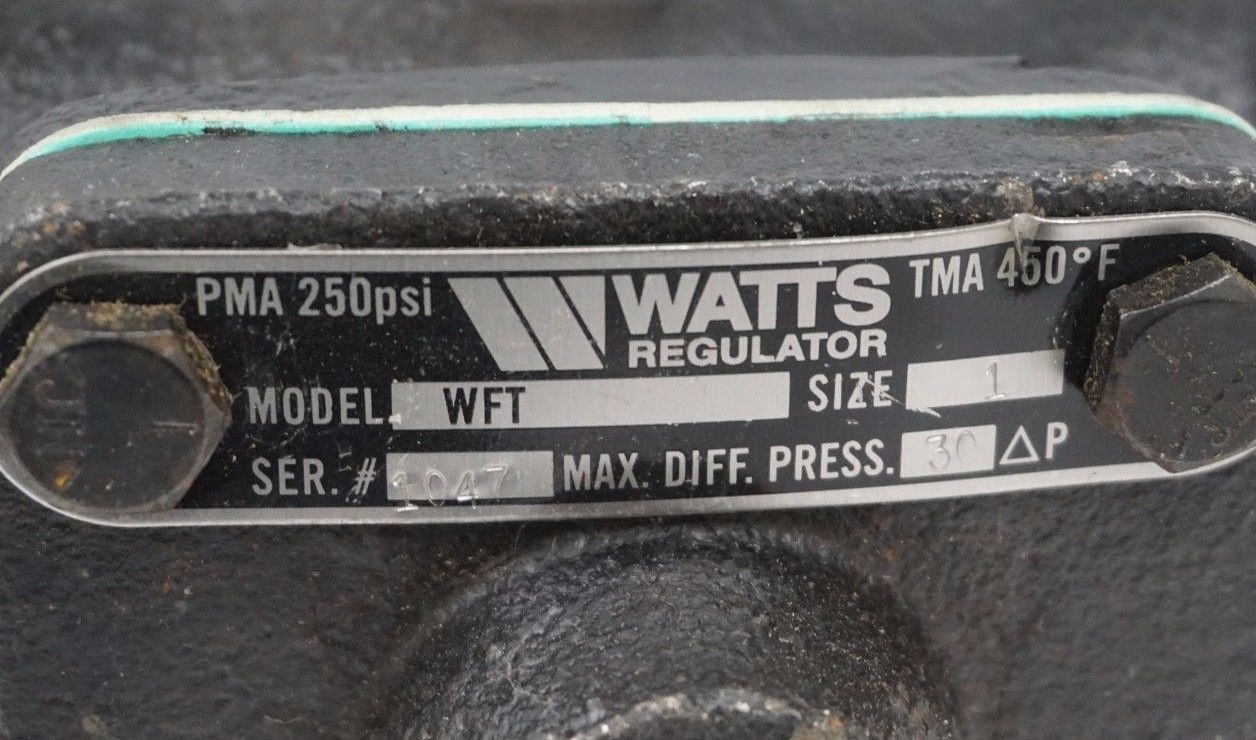 PMA 250psi WATTS REGULATOR TMA 450°F
MODEL. WFT SIZE 1
SER. # 1047 MAX. DIFF. PRESS. 30 △P